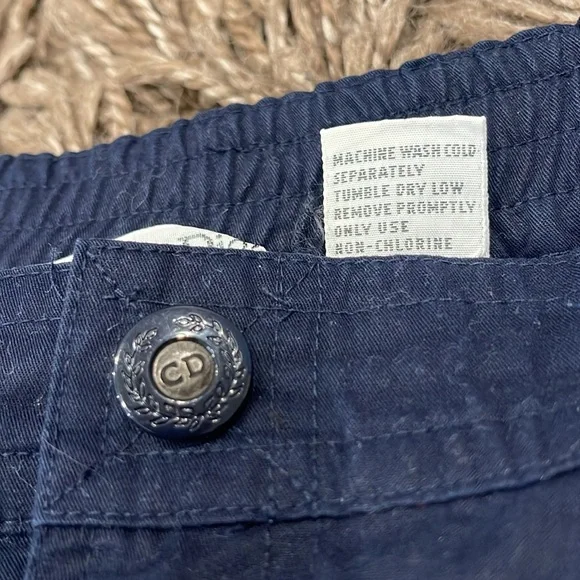 MACHINE WASH COLD
SEPARATELY
TUMBLE DRY LOW
REMOVE PROMPTLY
ONLY USE
NON-CHLORINE
CD